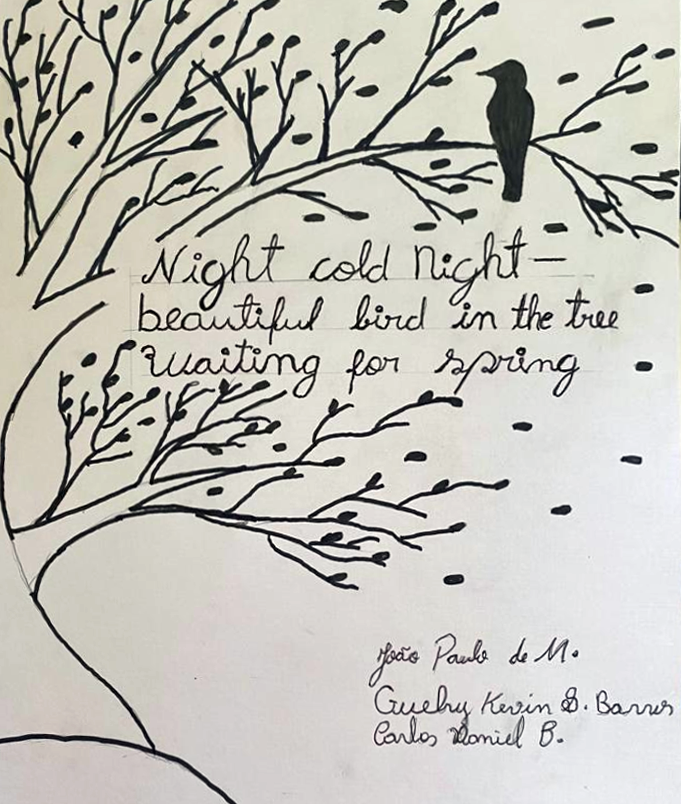 Night cold night—
beautiful bird in the tree
waiting for spring
João Paulo de M.
Kevin S. Barros
Carlos Daniel B.